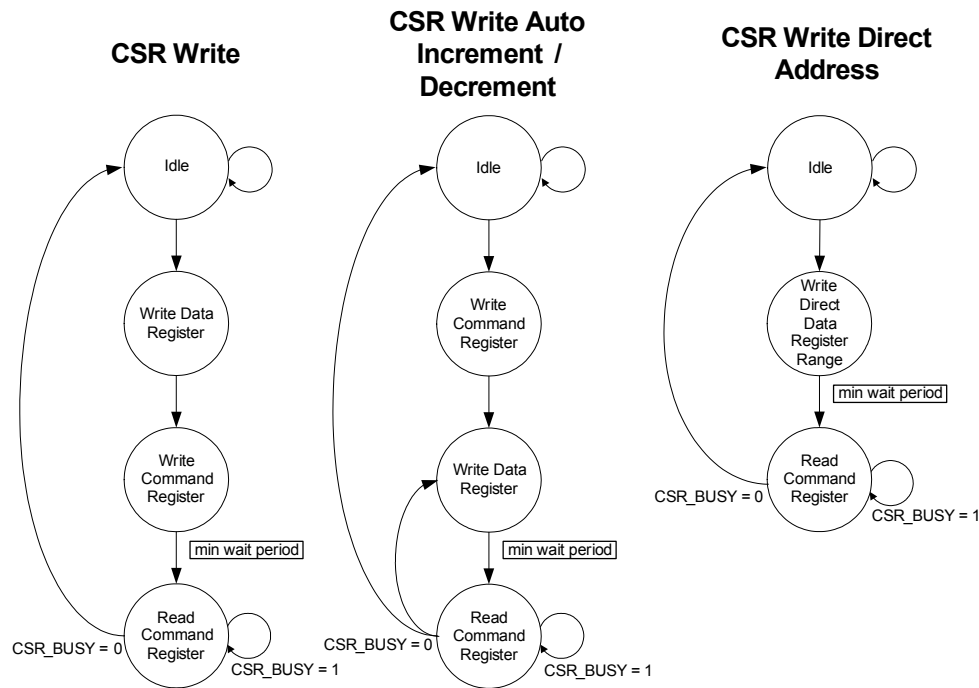 CSR Write
Idle
Write Data
Register
Write
Command
Register
min wait period
Read
Command
Register
CSR_BUSY = 0
CSR_BUSY = 1
CSR Write Auto
Increment /
Decrement
Idle
Write
Command
Register
Write Data
Register
min wait period
Read
Command
Register
CSR_BUSY = 0
CSR_BUSY = 1
CSR Write Direct
Address
Idle
Write
Direct
Data
Register
Range
min wait period
Read
Command
Register
CSR_BUSY = 0
CSR_BUSY = 1